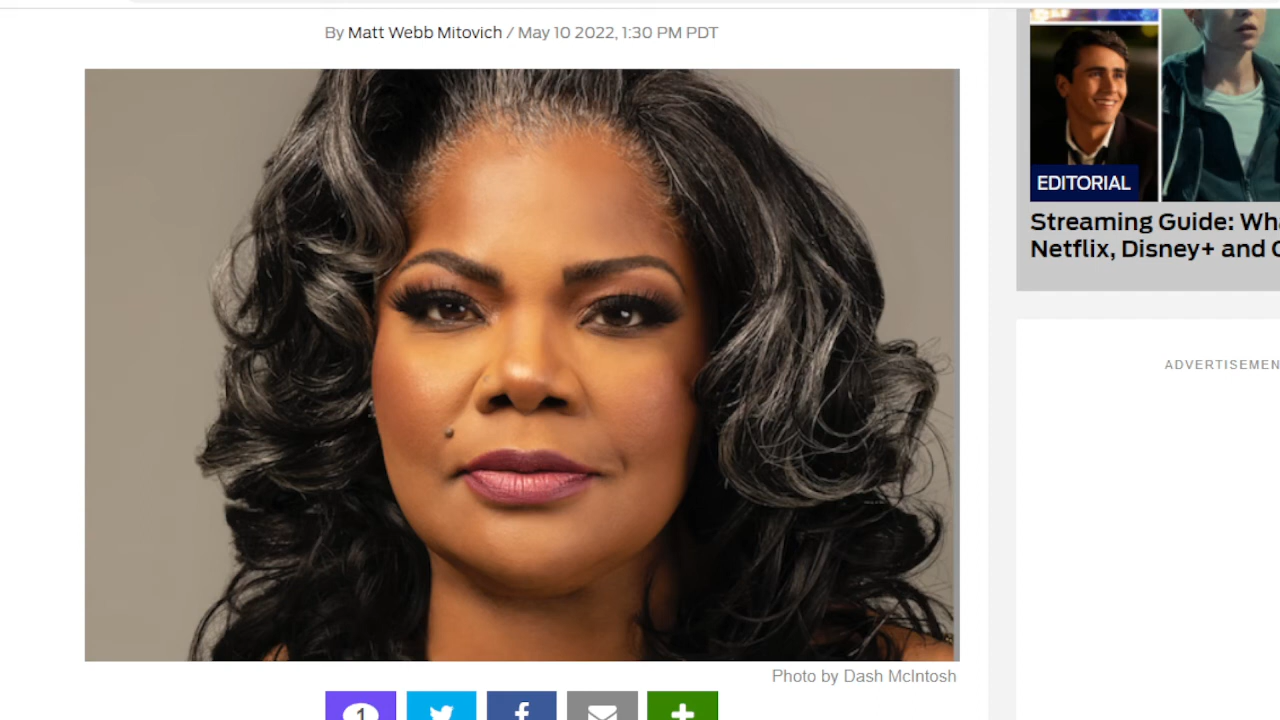 By Matt Webb Mitovich / May 10 2022, 1:30 PM PDT
EDITORIAL
Streaming Guide: Wha
Netflix, Disney+ and
ADVERTISEMEN
Photo by Dash McIntosh
1